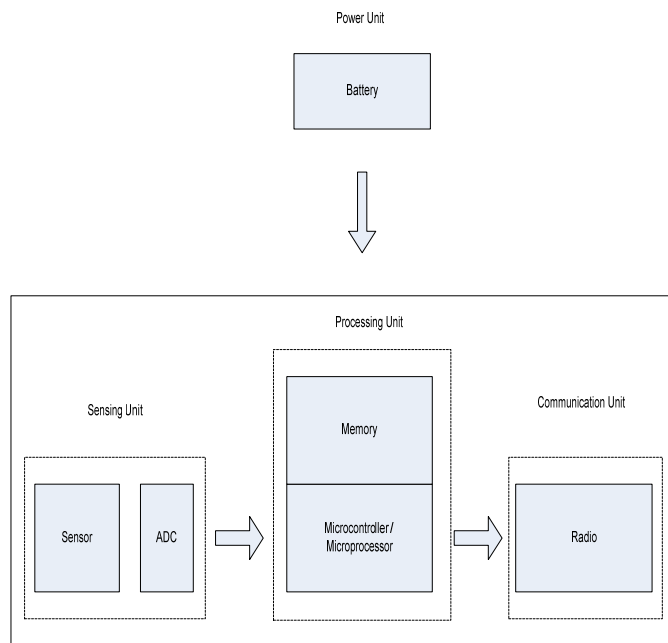 Power Unit
Battery
Processing Unit
Sensing Unit
Communication Unit
Memory
Sensor
ADC
Microcontroller/
Microprocessor
Radio